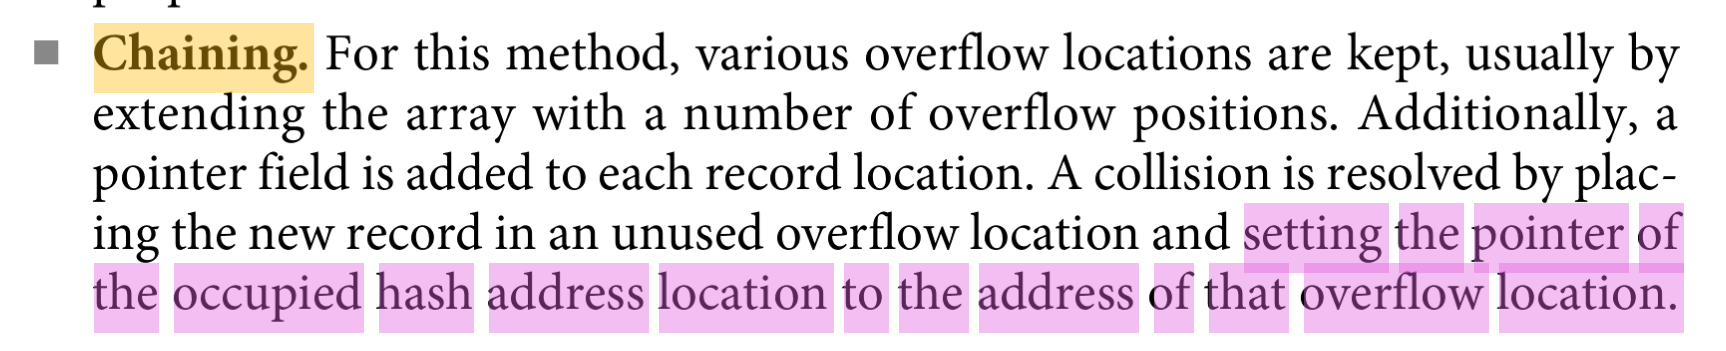 Chaining. For this method, various overflow locations are kept, usually by
extending the array with a number of overflow positions. Additionally, a
pointer field is added to each record location. A collision is resolved by plac-
ing the new record in an unused overflow location and setting the pointer of
the occupied hash address location to the address of that overflow location.